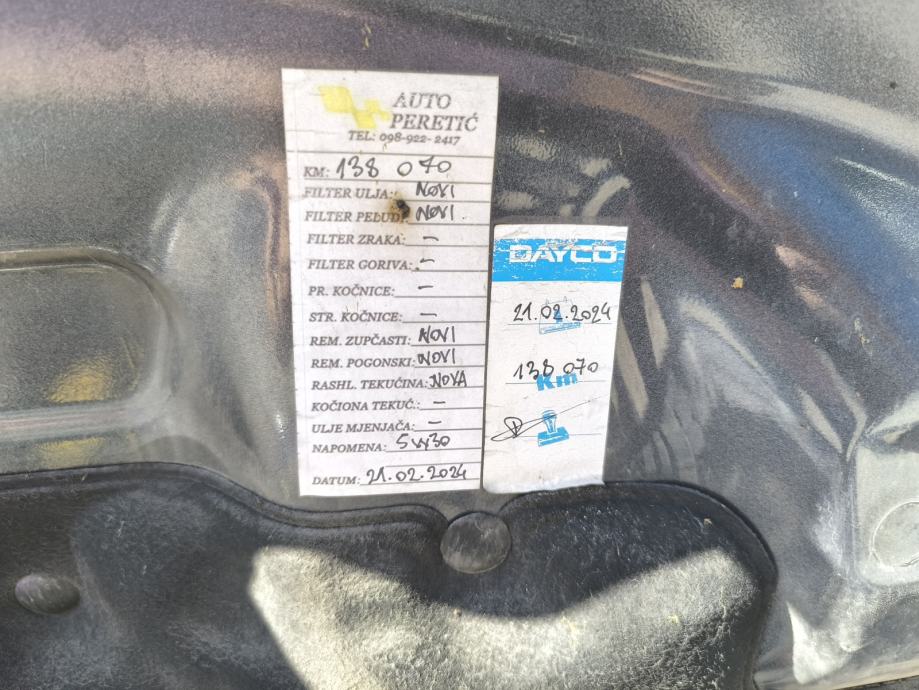 AUTO
PERETIĆ
TEL: 098-922-2417
KM: 138 070
FILTER ULJA: NOVI
FILTER PELUDI: NOVI
FILTER ZRAKA: -
FILTER GORIVA: -
PR. KOČNICE: -
STR. KOČNICE: -
REM. ZUPČASTI: NOVI
REM. POGONSKI: NOVI
RASHL. TEKUĆINA: NOVA
KOČIONA TEKUĆ: -
ULJE MJENJAČA: -
NAPOMENA: 5W30
DATUM: 21.02.2024
DAYCO
21.02.2024
138 070
Km